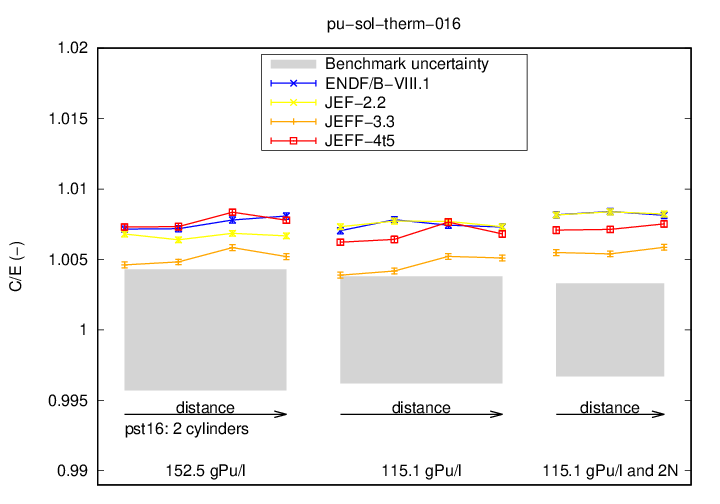 pu−sol−therm−016
1.02
1.015
1.01
1.005
1
0.995
0.99
C/E (−)
Benchmark uncertainty
ENDF/B−VIII.1
JEF−2.2
JEFF−3.3
JEFF−4t5
distance
distance
distance
pst16: 2 cylinders
152.5 gPu/l
115.1 gPu/l
115.1 gPu/l and 2N